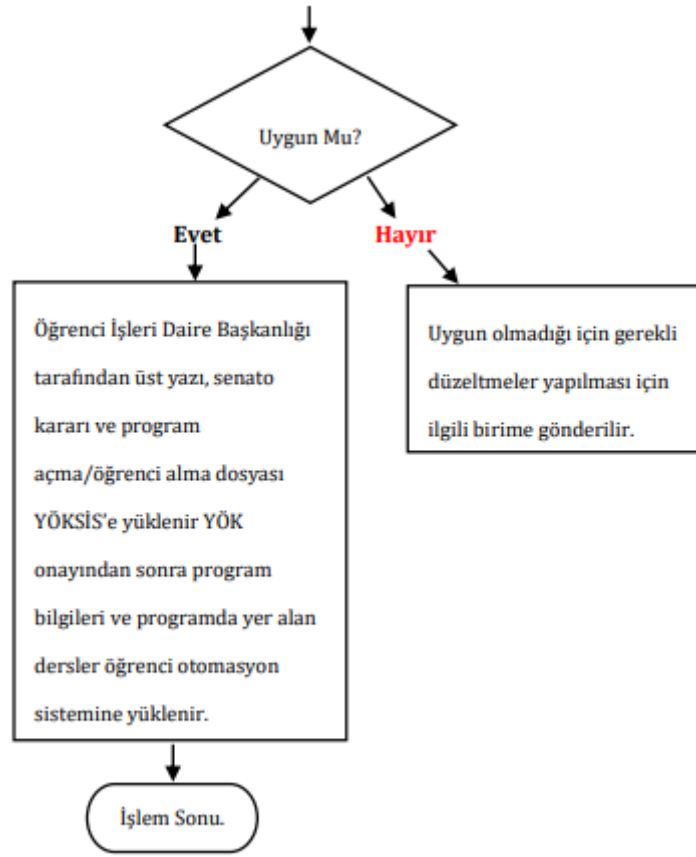 Uygun Mu?
Evet
Hayır
Öğrenci İşleri Daire Başkanlığı
tarafından üst yazı, senato
kararı ve program
açma/öğrenci alma dosyası
YÖKSİS’e yüklenir YÖK
onayından sonra program
bilgileri ve programda yer alan
dersler öğrenci otomasyon
sistemine yüklenir.
Uygun olmadığı için gerekli
düzeltmeler yapılması için
ilgili birime gönderilir.
İşlem Sonu.